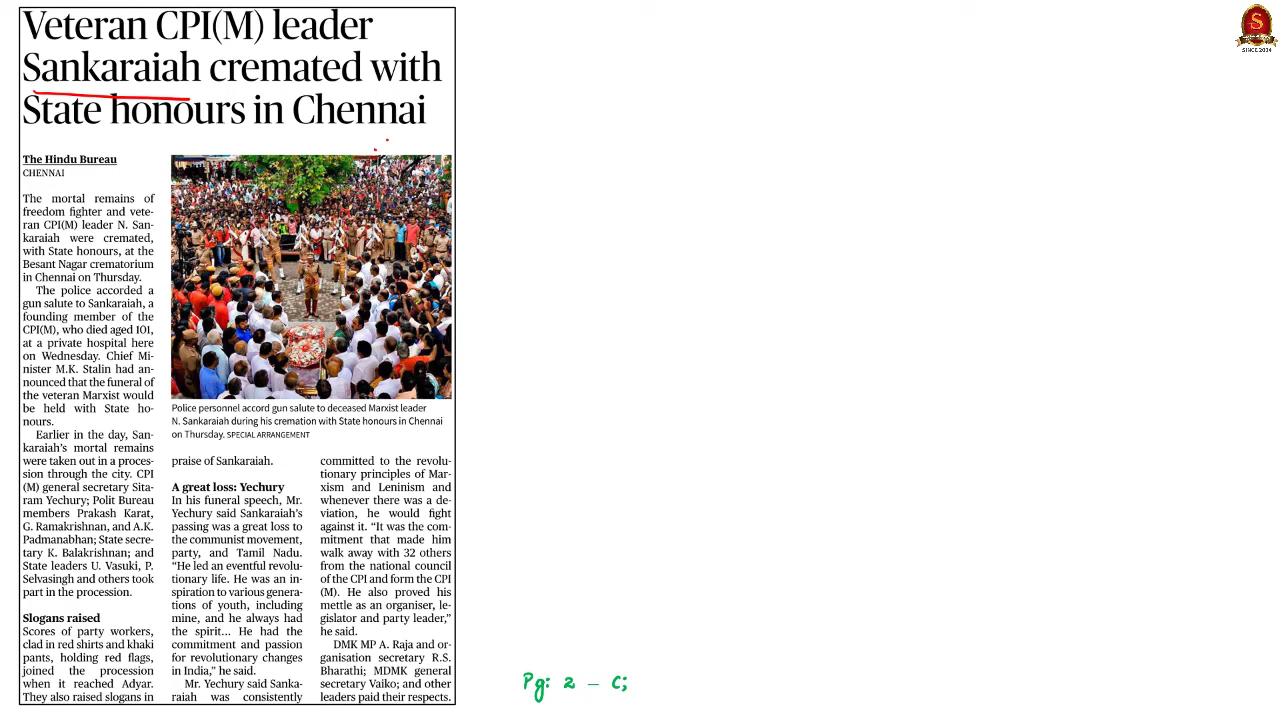 Veteran CPI(M) leader
Sankaraiah cremated with
State honours in Chennai
The Hindu Bureau
CHENNAI
The mortal remains of
freedom fighter and vete-
ran CPI(M) leader N. San-
karaiah were cremated,
with State honours, at the
Besant Nagar crematorium
in Chennai on Thursday.
The police accorded a
gun salute to Sankaraiah, a
founding member of the
CPI(M), who died aged 101,
at a private hospital here
on Wednesday. Chief Mi-
nister M.K. Stalin had an-
nounced that the funeral of
the veteran Marxist would
be held with State ho-
nours.
Earlier in the day, San-
karaiah's mortal remains
were taken out in a proces-
sion through the city. CPI
(M) general secretary Sita-
ram Yechury; Polit Bureau
members Prakash Karat,
G. Ramakrishnan, and A.K.
Padmanabhan; State secre-
tary K. Balakrishnan; and
State leaders U. Vasuki, P.
Selvasingh and others took
part in the procession.
Slogans raised
Scores of party workers,
clad in red shirts and khaki
pants, holding red flags,
joined the procession
when it reached Adyar.
They also raised slogans in
Police personnel accord gun salute to deceased Marxist leader
N. Sankaraiah during his cremation with State honours in Chennai
on Thursday. SPECIAL ARRANGEMENT
praise of Sankaraiah.
A great loss: Yechury
In his funeral speech, Mr.
Yechury said Sankaraiah's
passing was a great loss to
the communist movement,
party, and Tamil Nadu.
"He led an eventful revolu-
tionary life. He was an in-
spiration to various genera-
tions of youth, including
mine, and he always had
the spirit... He had the
commitment and passion
for revolutionary changes
in India," he said.
Mr. Yechury said Sanka-
raiah was consistently
committed to the revolu-
tionary principles of Mar-
xism and Leninism and
whenever there was a de-
viation, he would fight
against it. "It was the com-
mitment that made him
walk away with 32 others
from the national council
of the CPI and form the CPI
(M). He also proved his
mettle as an organiser, le-
gislator and party leader,"
he said.
DMK MP A. Raja and or-
ganisation secretary R.S.
Bharathi; MDMK general
secretary Vaiko; and other
leaders paid their respects.
Pg: 2 – C;
S
SINCE 2004